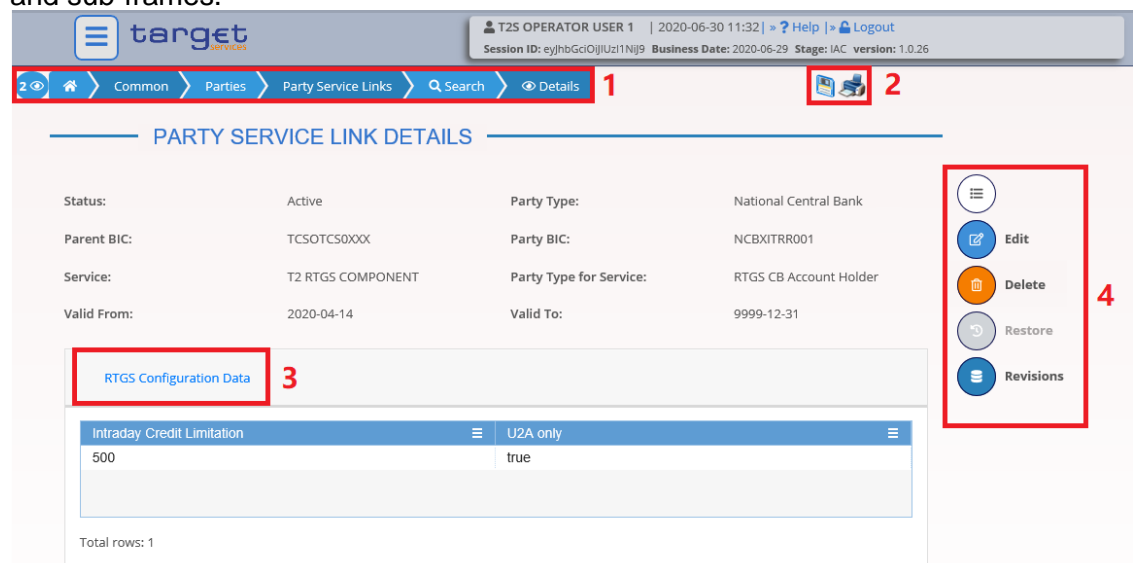 and sub-frames.
target
services
T2S OPERATOR USER 1 | 2020-06-30 11:32| » ? Help |» Logout
Session ID: eyJhbGciOiJIUzI1NiJ9 Business Date: 2020-06-29 Stage: IAC version: 1.0.26
2 Common Parties Party Service Links Search Details 1 2
PARTY SERVICE LINK DETAILS
Status: Active Party Type: National Central Bank
Parent BIC: TCSOTCS0XXX Party BIC: NCBXITRR001 Edit
Service: T2 RTGS COMPONENT Party Type for Service: RTGS CB Account Holder Delete 4
Valid From: 2020-04-14 Valid To: 9999-12-31 Restore
RTGS Configuration Data 3 Revisions
Intraday Credit Limitation U2A only
500 true
Total rows: 1